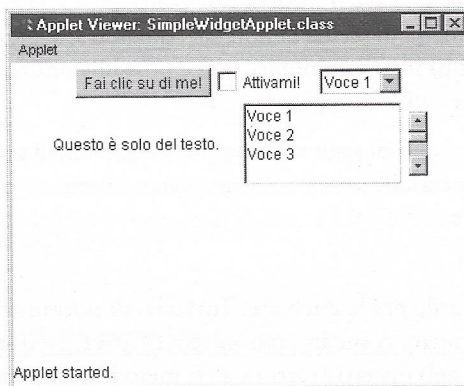 Applet Viewer: SimpleWidgetApplet.class
Applet
Fai clic su di me! Attivami! Voce 1
Voce 1
Voce 2
Questo è solo del testo.
Voce 3
Applet started.